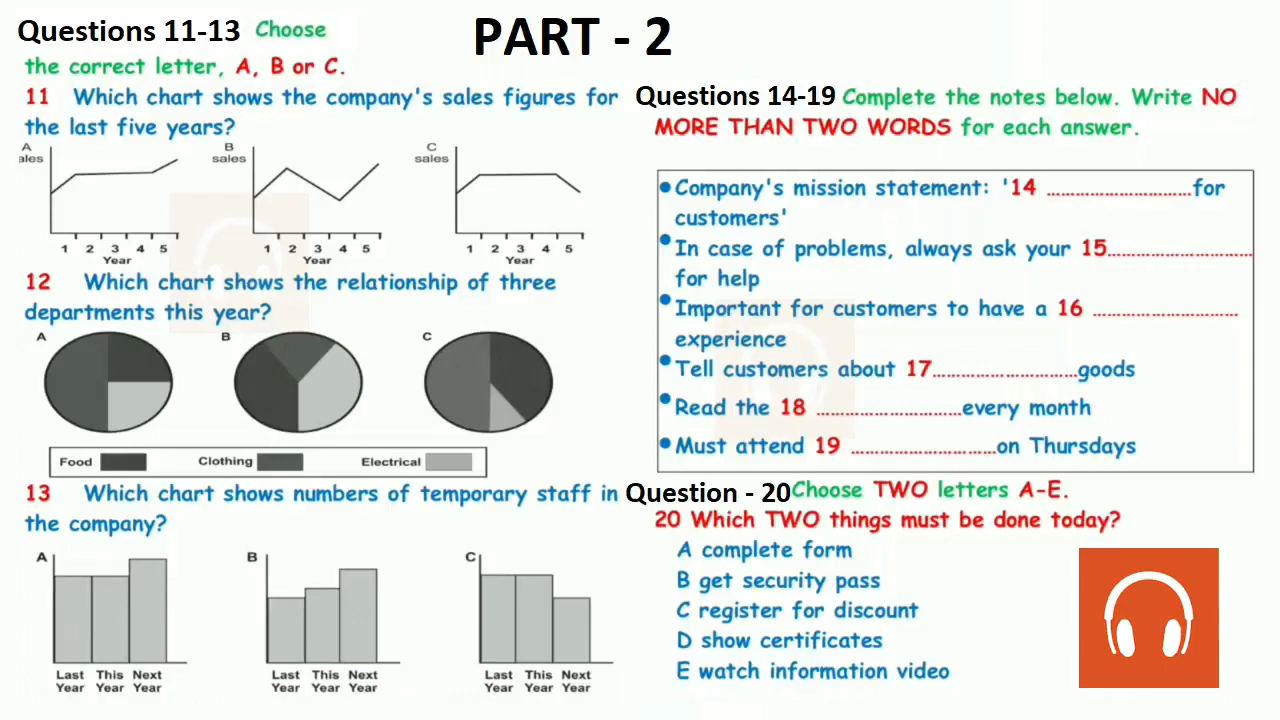 PART - 2
Questions 11-13 Choose
the correct letter, A, B or C.
11 Which chart shows the company's sales figures for
the last five years?
A B C
ales sales sales
1 2 3 4 5 1 2 3 4 5 1 2 3 4 5
Year Year Year
12 Which chart shows the relationship of three
departments this year?
A B C
Food Clothing Electrical
13 Which chart shows numbers of temporary staff in
the company?
A B C
Last This Next Last This Next Last This Next
Year Year Year Year Year Year Year Year Year
Questions 14-19 Complete the notes below. Write NO
MORE THAN TWO WORDS for each answer.
• Company's mission statement: '14 ..............................for
customers'
• In case of problems, always ask your 15..............................
for help
• Important for customers to have a 16 ..............................
experience
• Tell customers about 17..............................goods
• Read the 18 ..............................every month
• Must attend 19 ..............................on Thursdays
Question - 20 Choose TWO letters A-E.
20 Which TWO things must be done today?
A complete form
B get security pass
C register for discount
D show certificates
E watch information video